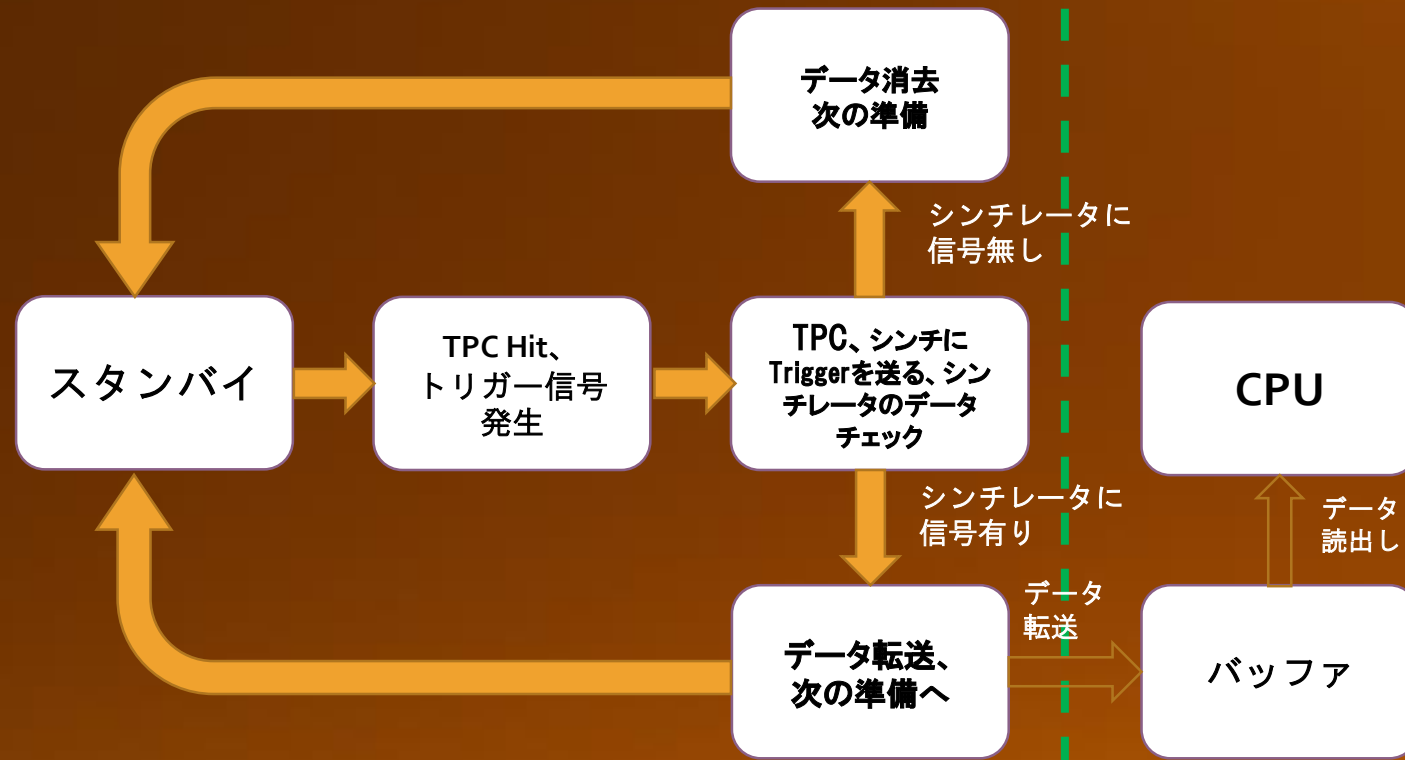 データ消去
次の準備
シンチレータに
信号無し
スタンバイ
TPC Hit、
トリガー信号
発生
TPC、シンチに
Triggerを送る、シン
チレータのデータ
チェック
CPU
シンチレータに
信号有り
データ
読出し
データ
転送
データ転送、
次の準備へ
バッファ